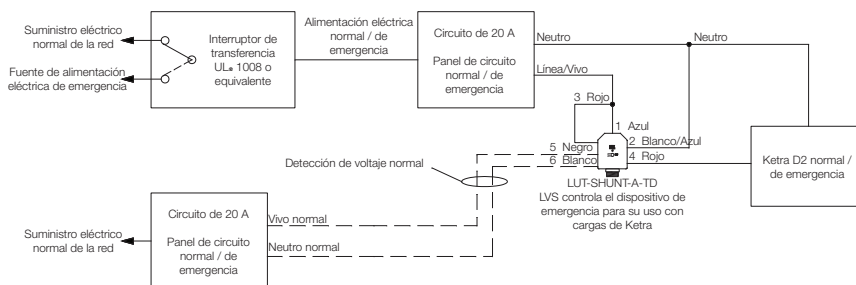 Suministro eléctrico
normal de la red
Fuente de alimentación
eléctrica de emergencia
Interruptor de
transferencia
UL® 1008 o
equivalente
Alimentación eléctrica
normal / de
emergencia
Circuito de 20 A
Panel de circuito
normal / de
emergencia
Neutro
Neutro
Línea/Vivo
3 Rojo
1 Azul
2 Blanco/Azul
4 Rojo
5 Negro
6 Blanco
Ketra D2 normal /
de emergencia
LUT-SHUNT-A-TD
LVS controla el dispositivo de
emergencia para su uso con
cargas de Ketra
Detección de voltaje normal
Suministro eléctrico
normal de la red
Circuito de 20 A
Panel de circuito
normal / de
emergencia
Vivo normal
Neutro normal